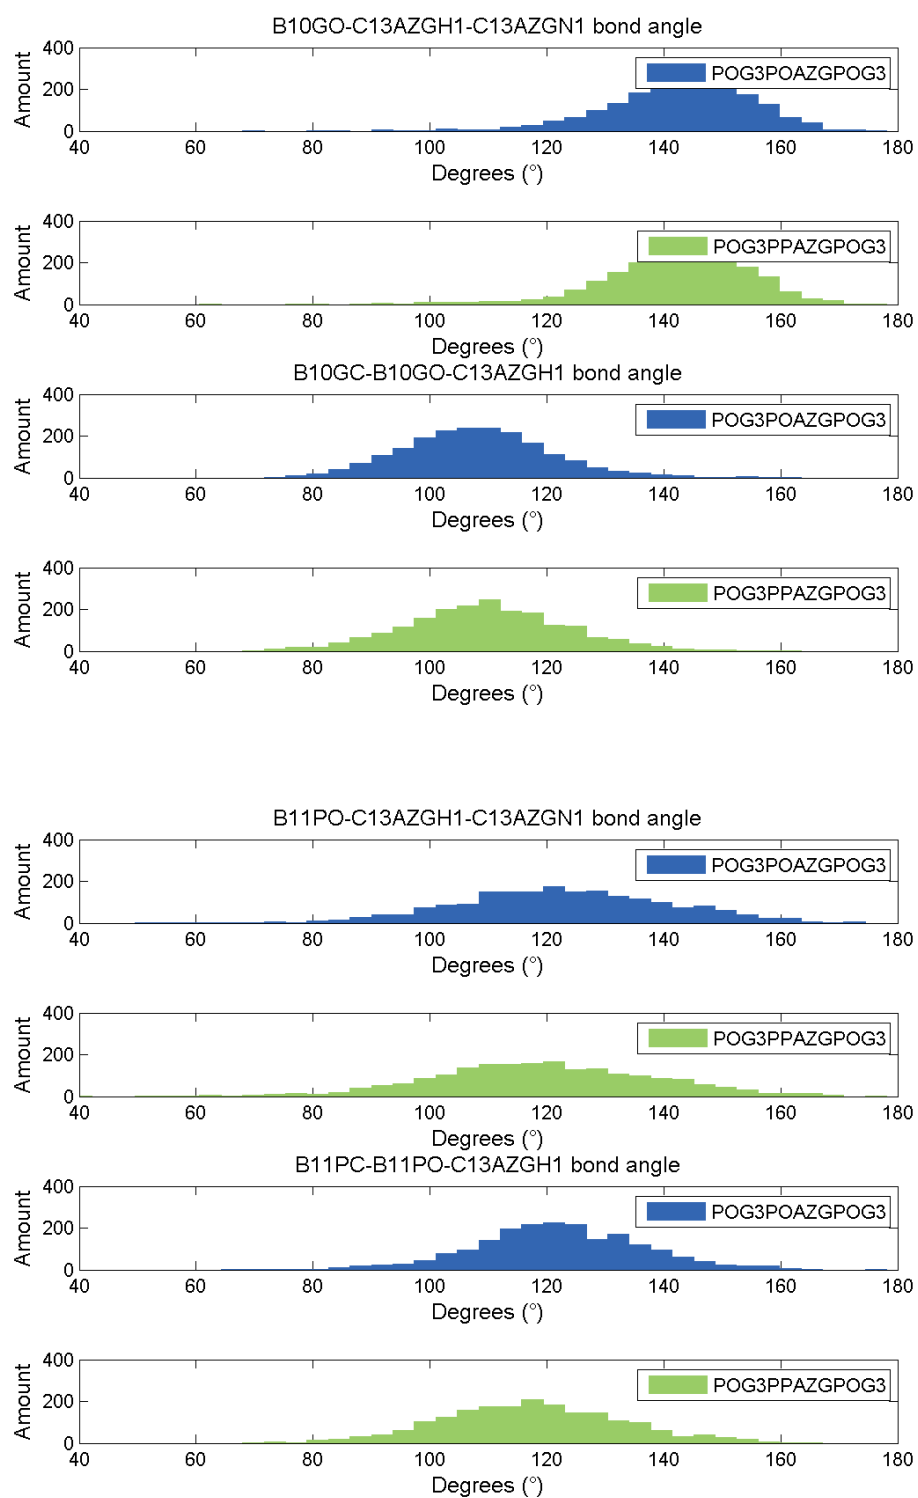 B10GO-C13AZGH1-C13AZGN1 bond angle
400
200
0
Amount
POG3POAZGPOG3
40 60 80 100 120 140 160 180
Degrees (°)
400
200
0
Amount
POG3PPAZGPOG3
40 60 80 100 120 140 160 180
Degrees (°)
B10GC-B10GO-C13AZGH1 bond angle
400
200
0
Amount
POG3POAZGPOG3
40 60 80 100 120 140 160 180
Degrees (°)
400
200
0
Amount
POG3PPAZGPOG3
40 60 80 100 120 140 160 180
Degrees (°)
B11PO-C13AZGH1-C13AZGN1 bond angle
400
200
0
Amount
POG3POAZGPOG3
40 60 80 100 120 140 160 180
Degrees (°)
400
200
0
Amount
POG3PPAZGPOG3
40 60 80 100 120 140 160 180
Degrees (°)
B11PC-B11PO-C13AZGH1 bond angle
400
200
0
Amount
POG3POAZGPOG3
40 60 80 100 120 140 160 180
Degrees (°)
400
200
0
Amount
POG3PPAZGPOG3
40 60 80 100 120 140 160 180
Degrees (°)